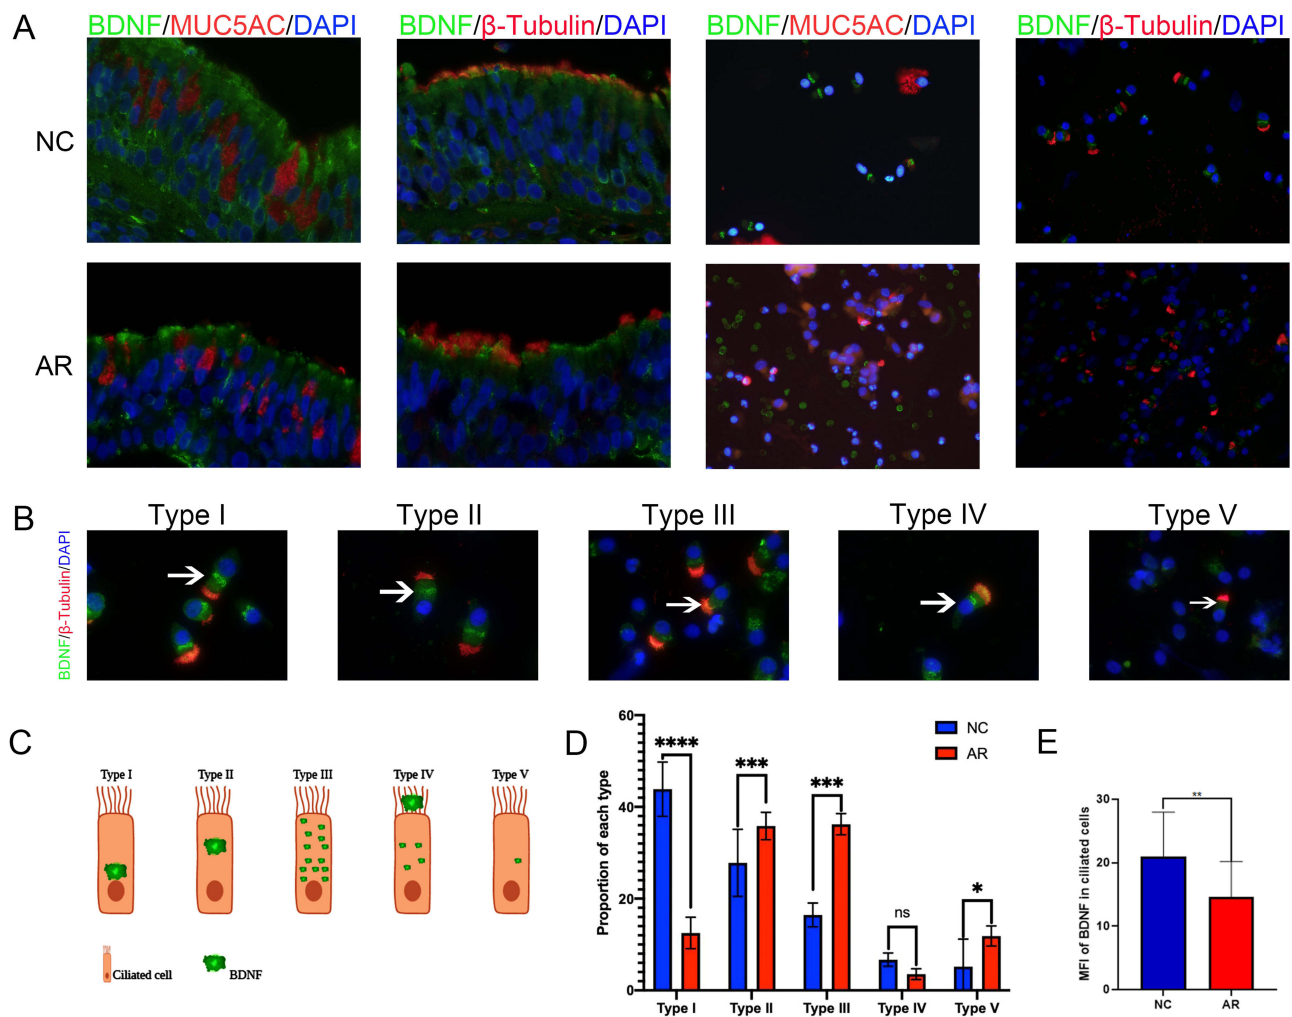 A
BDNF/MUC5AC/DAPI
BDNF/β-Tubulin/DAPI
BDNF/MUC5AC/DAPI
BDNF/β-Tubulin/DAPI
NC
AR
B
Type I
Type II
Type III
Type IV
Type V
BDNF/β-Tubulin/DAPI
C
Type I
Type II
Type III
Type IV
Type V
Ciliated cell
BDNF
D
Proportion of each type
60
40
20
0
NC
AR
****
***
***
ns
*
Type I
Type II
Type III
Type IV
Type V
E
MFI of BDNF in ciliated cells
30
20
10
0
**
NC
AR